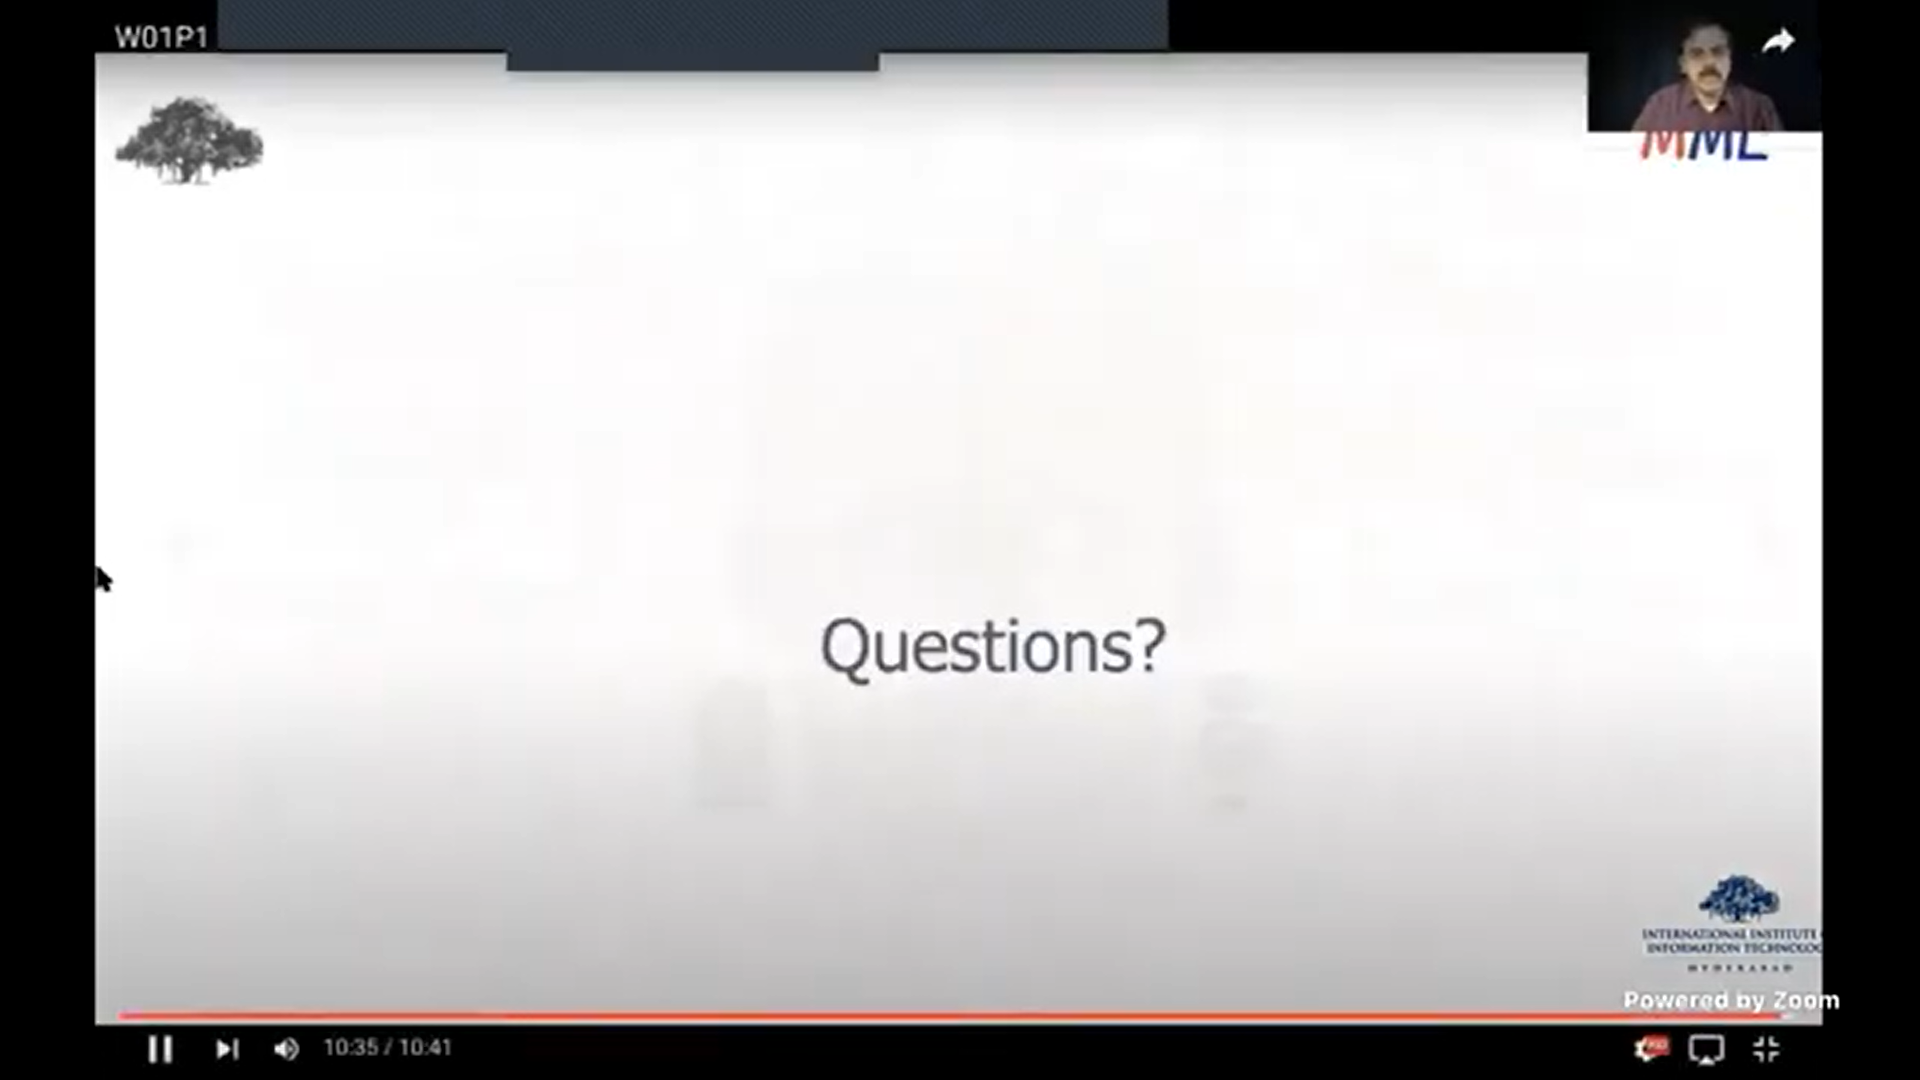 W01P1
MML
Questions?
INTERNATIONAL INSTITUTE
INFORMATION TECHNOLOG
HYDERABAD
Powered by Zoom
10:35 / 10:41